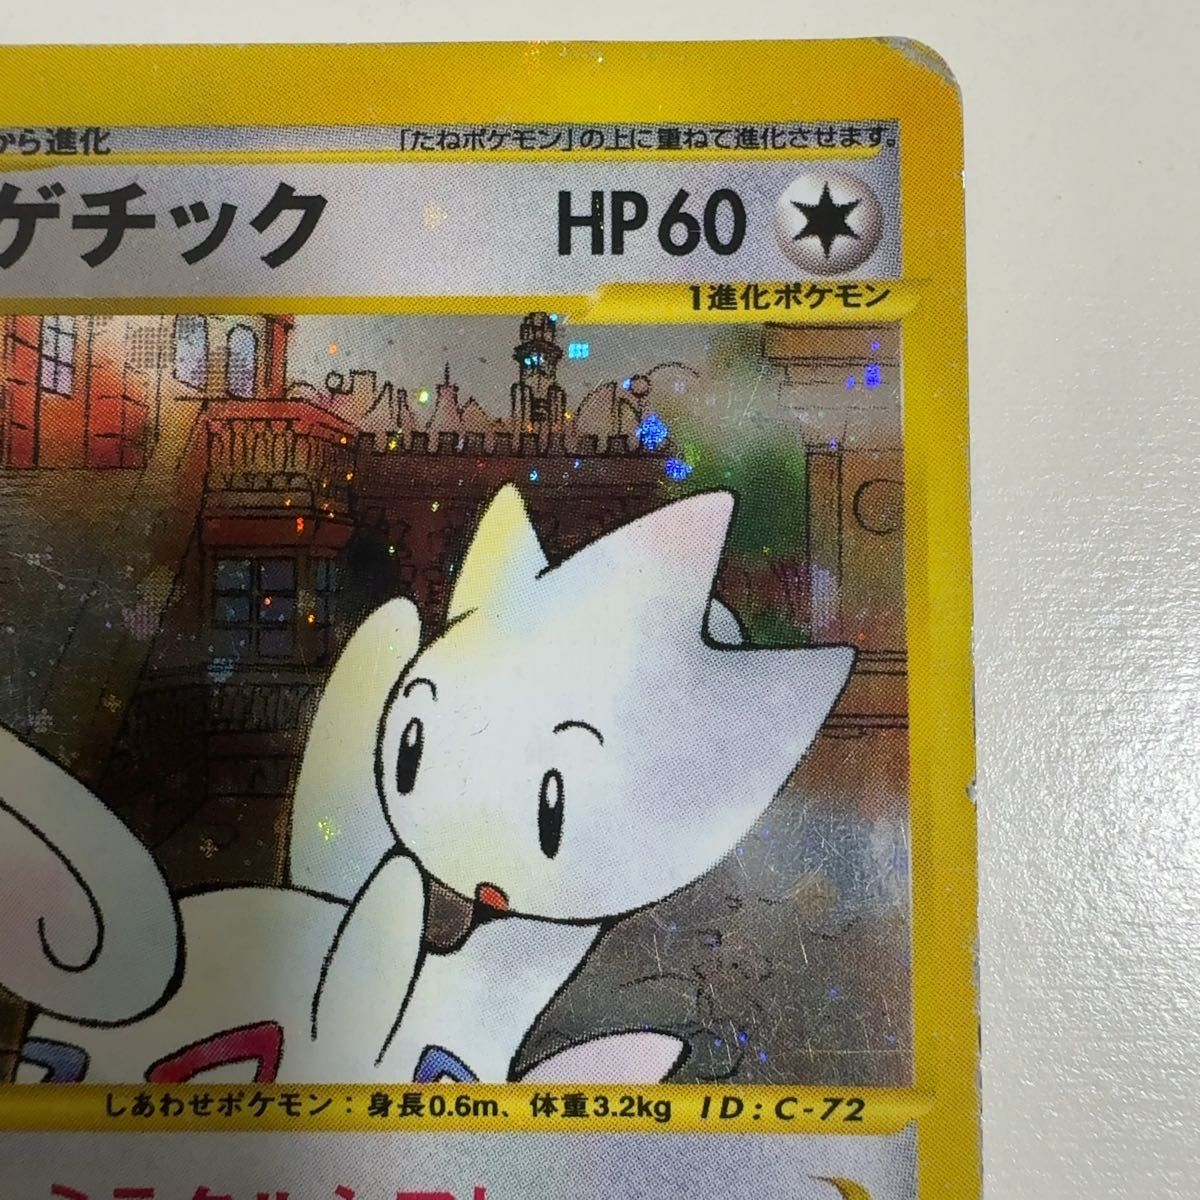 から進化 「たねポケモン」の上に重ねて進化させます。
ゲチック HP60
1進化ポケモン
しあわせポケモン：身長0.6m、体重3.2kg ID:C-72